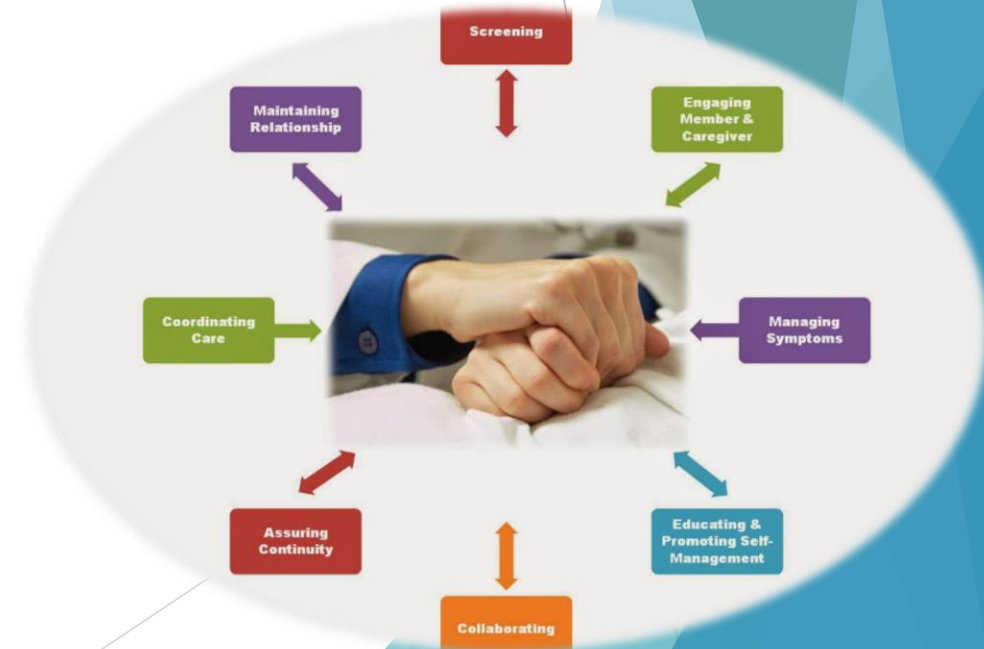 Screening
Engaging
Member &
Caregiver
Managing
Symptoms
Educating &
Promoting Self-
Management
Collaborating
Assuring
Continuity
Coordinating
Care
Maintaining
Relationship